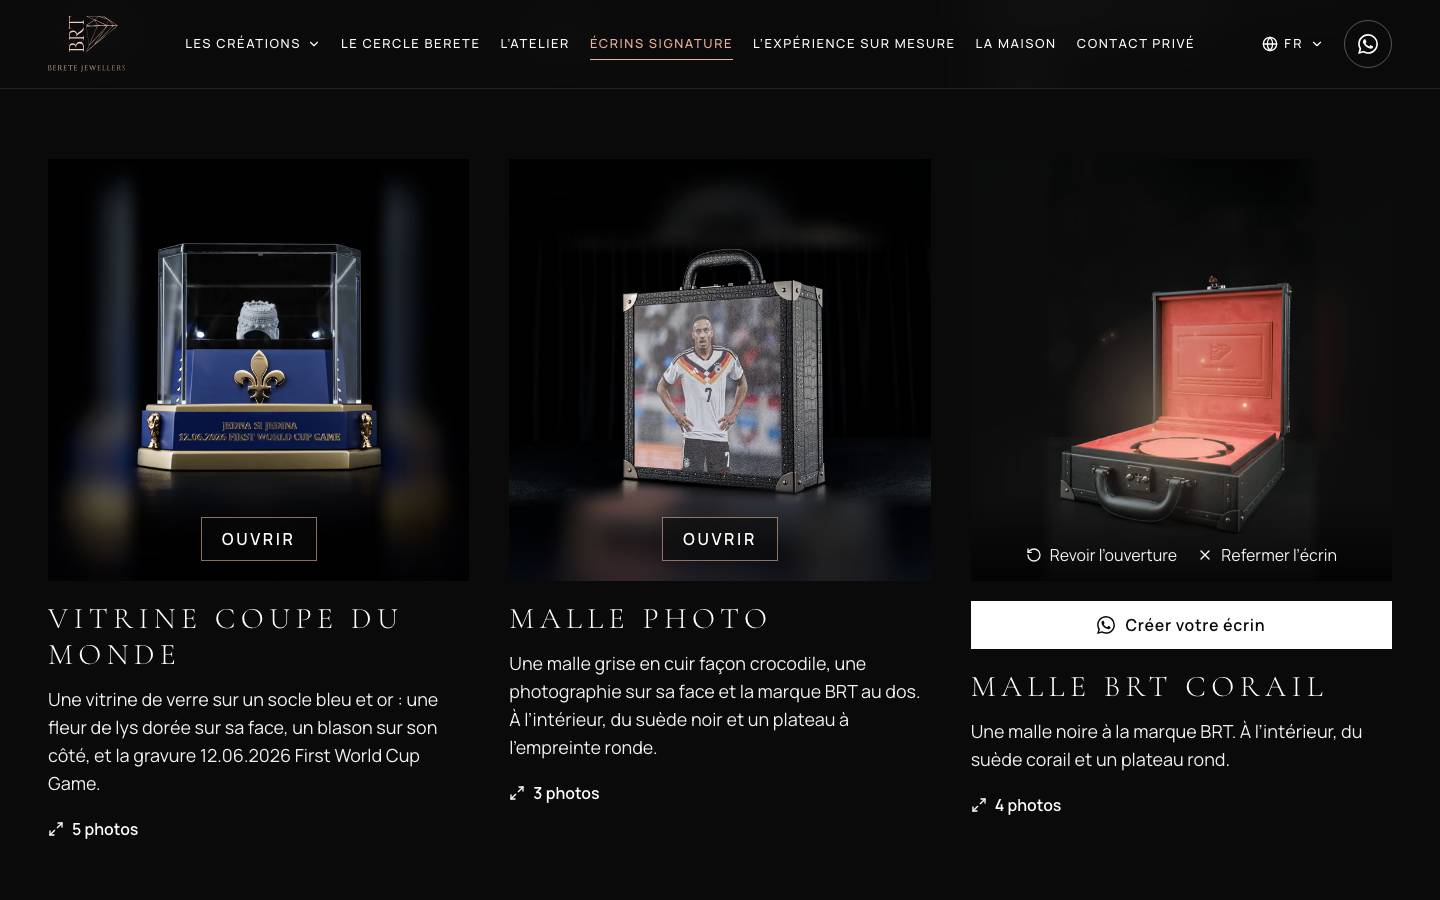 BRT
BERETE JEWELLERS
LES CRÉATIONS
LE CERCLE BERETE
L'ATELIER
ÉCRINS SIGNATURE
L'EXPÉRIENCE SUR MESURE
LA MAISON
CONTACT PRIVÉ
FR
JEDNA SI JEDINA
12.06.2026 FIRST WORLD CUP GAME
7
7
OUVRIR
OUVRIR
Revoir l'ouverture
Refermer l'écrin
Créer votre écrin
VITRINE COUPE DU
MONDE
Une vitrine de verre sur un socle bleu et or : une
fleur de lys dorée sur sa face, un blason sur son
côté, et la gravure 12.06.2026 First World Cup
Game.
5 photos
MALLE PHOTO
Une malle grise en cuir façon crocodile, une
photographie sur sa face et la marque BRT au dos.
À l'intérieur, du suède noir et un plateau à
l'empreinte ronde.
3 photos
MALLE BRT CORAIL
Une malle noire à la marque BRT. À l'intérieur, du
suède corail et un plateau rond.
4 photos